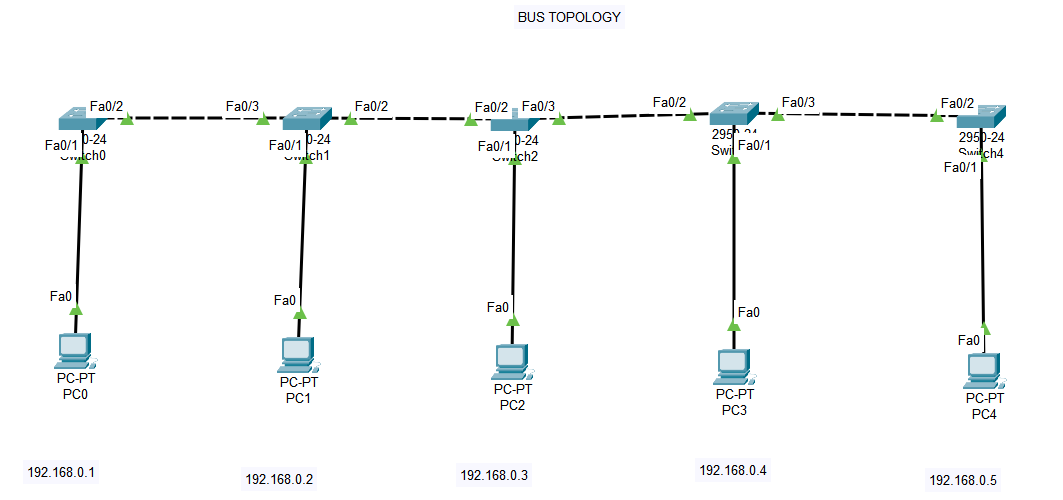 BUS TOPOLOGY
Fa0/2
Fa0/3
Fa0/2
Fa0/2
Fa0/3
Fa0/2
Fa0/3
Fa0/2
0-24
0-24
0-24
2950-24
Fa0/1
Fa0/1
Switch1
Fa0/1
Fa0/1
Switch4
Fa0/1
Fa0
Fa0
Fa0
Fa0
Fa0
PC-PT
PC0
PC-PT
PC1
PC-PT
PC2
PC-PT
PC3
PC-PT
PC4
192.168.0.1
192.168.0.2
192.168.0.3
192.168.0.4
192.168.0.5